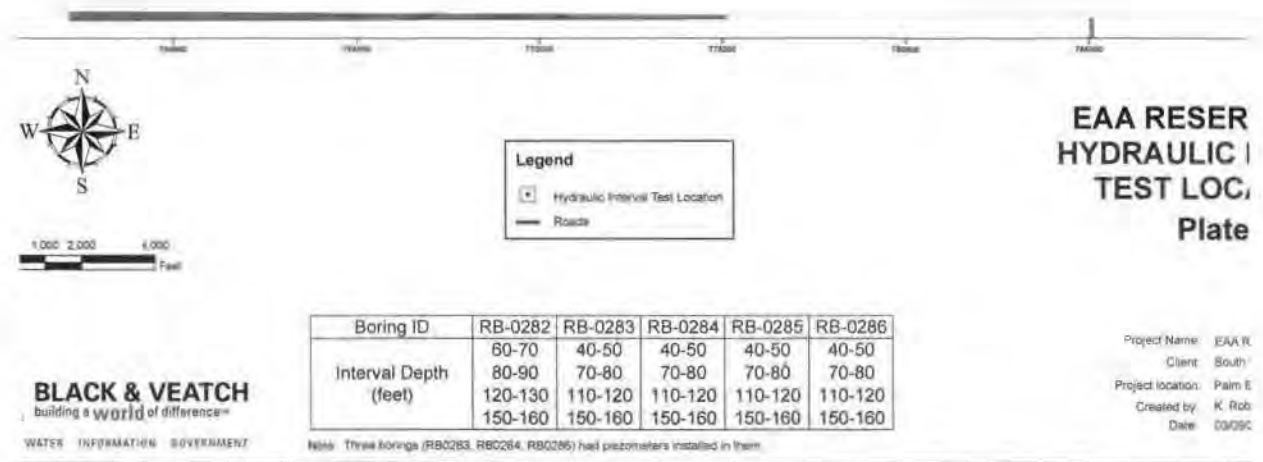 N
W E
S
1,000 2,000 4,000
Feet
Legend
Hydraulic Interval Test Location
Roads
EAA RESER
HYDRAULIC
TEST LOC
Plate
Boring ID RB-0282 RB-0283 RB-0284 RB-0285 RB-0286
Interval Depth (feet)
60-70 40-50 40-50 40-50 40-50
80-90 70-80 70-80 70-80 70-80
120-130 110-120 110-120 110-120 110-120
150-160 150-160 150-160 150-160 150-160
Note: Three borings (RB0283, RB0284, RB0286) had piezometers installed in them.
BLACK & VEATCH
building a world of difference
WATER INFORMATION GOVERNMENT
Project Name: EAA R
Client: South
Project location: Palm
Created by: K. Rob
Date: